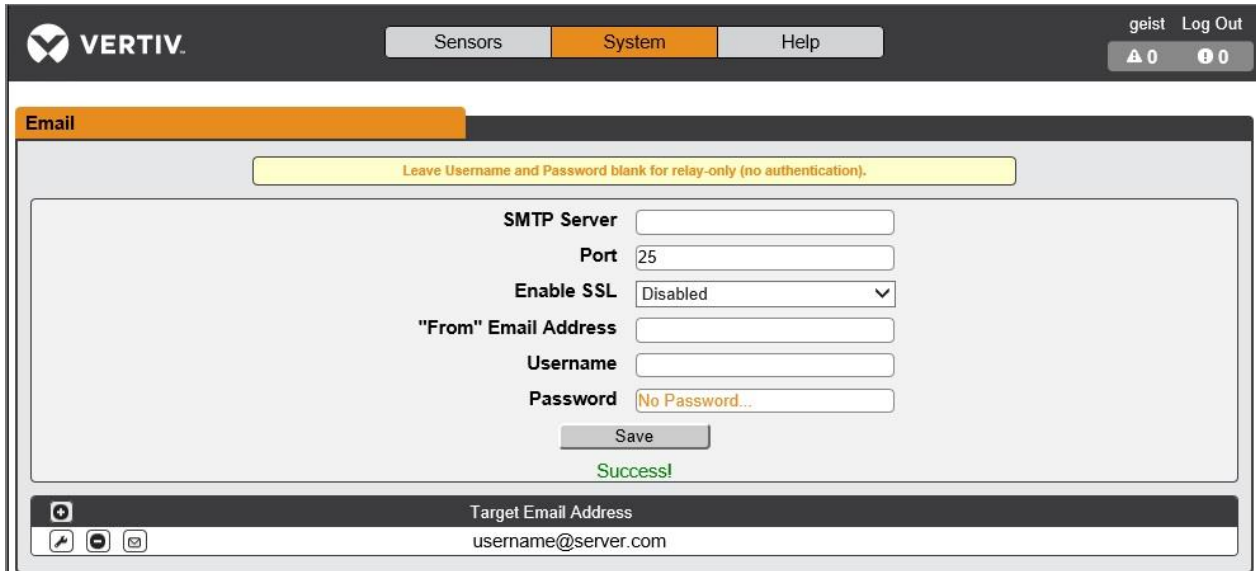 VERTIV.
Sensors System Help
geist Log Out
0 0
Email
Leave Username and Password blank for relay-only (no authentication).
SMTP Server
Port 25
Enable SSL Disabled
"From" Email Address
Username
Password No Password...
Save
Success!
Target Email Address
username@server.com